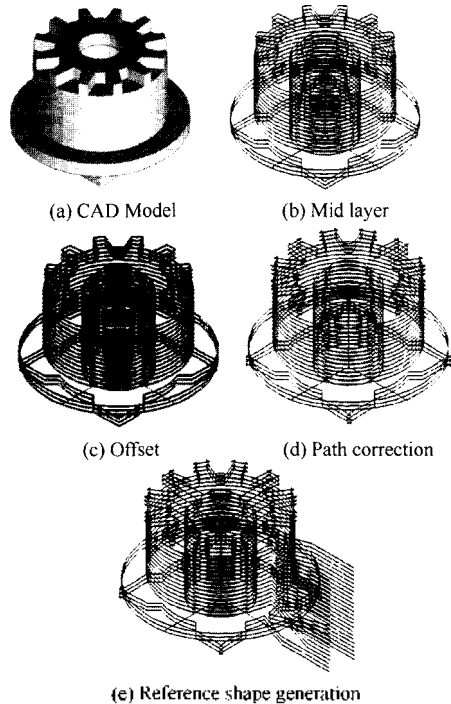 (a) CAD Model
(b) Mid layer
(c) Offset
(d) Path correction
(e) Reference shape generation